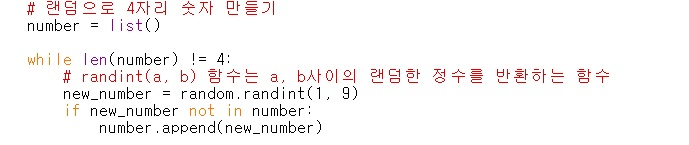 # 랜덤으로 4자리 숫자 만들기
number = list()
while len(number) != 4:
# randint(a, b) 함수는 a, b사이의 랜덤한 정수를 반환하는 함수
new_number = random.randint(1, 9)
if new_number not in number:
number.append(new_number)